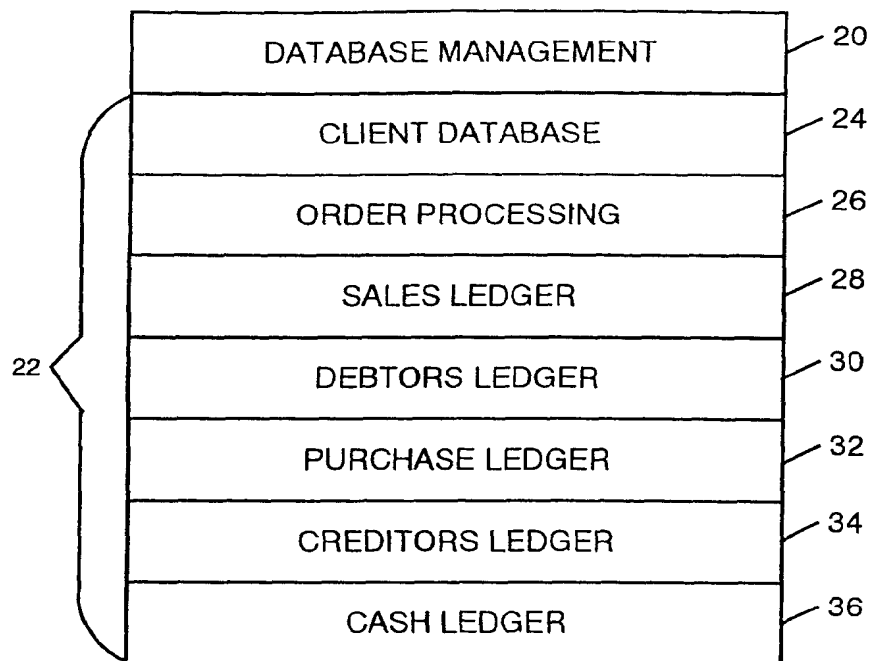 DATABASE MANAGEMENT 20
CLIENT DATABASE 24
ORDER PROCESSING 26
SALES LEDGER 28
22
DEBTORS LEDGER 30
PURCHASE LEDGER 32
CREDITORS LEDGER 34
CASH LEDGER 36